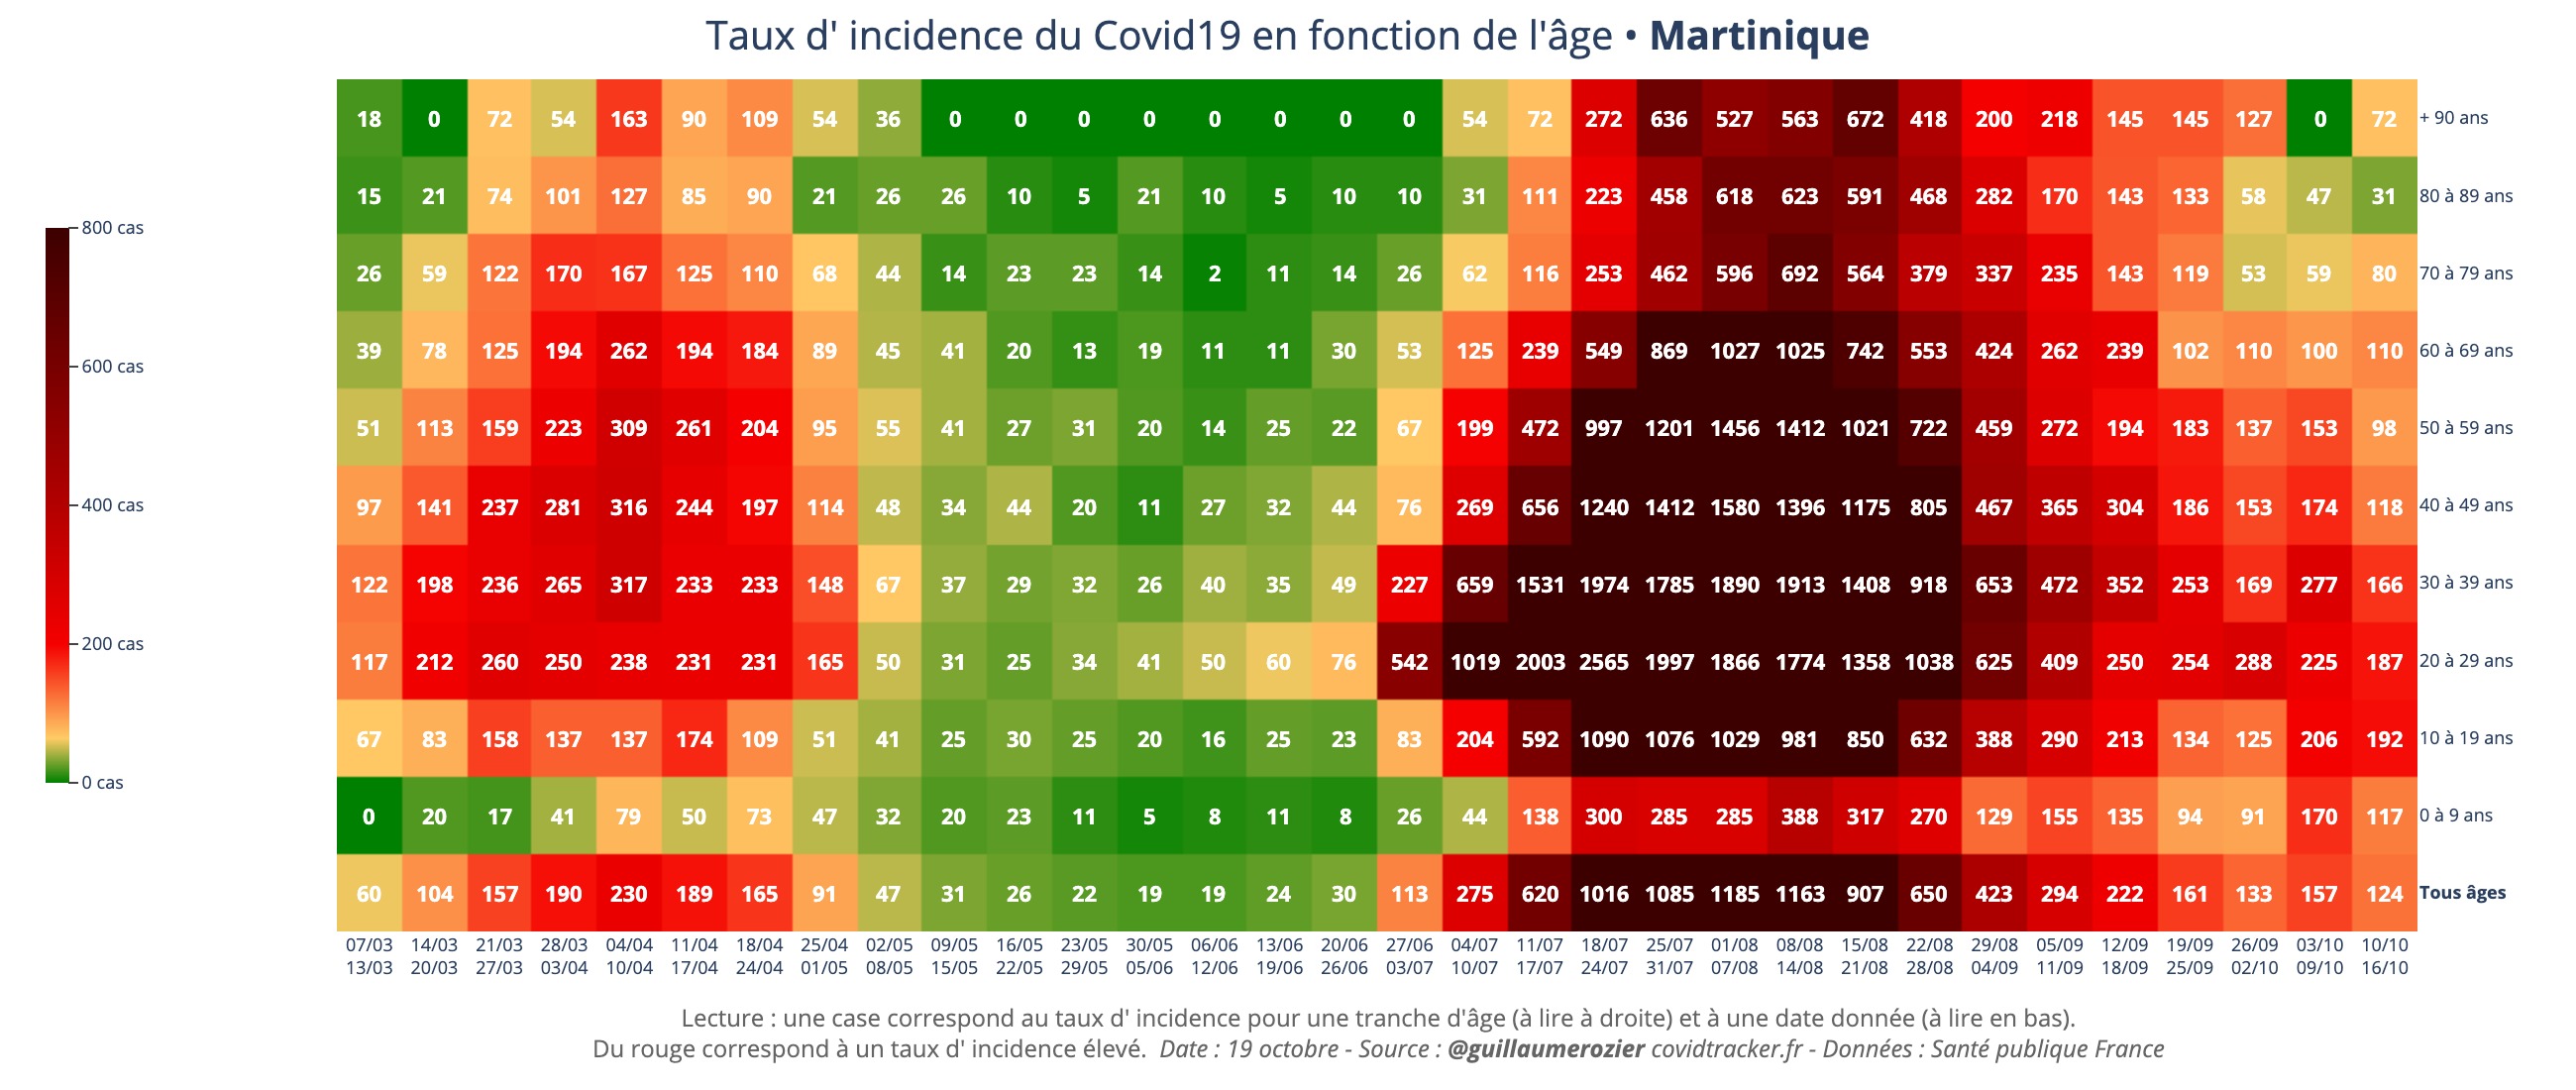 Taux d' incidence du Covid19 en fonction de l'âge • Martinique
18 0 72 54 163 90 109 54 36 0 0 0 0 0 0 0 0 54 72 272 636 527 563 672 418 200 218 145 145 127 0 72 + 90 ans
15 21 74 101 127 85 90 21 26 26 10 5 21 10 5 10 10 31 111 223 458 618 623 591 468 282 170 143 133 58 47 31 80 à 89 ans
800 cas
26 59 122 170 167 125 110 68 44 14 23 23 14 2 11 14 26 62 116 253 462 596 692 564 379 337 235 143 119 53 59 80 70 à 79 ans
39 78 125 194 262 194 184 89 45 41 20 13 19 11 11 30 53 125 239 549 869 1027 1025 742 553 424 262 239 102 110 100 110 60 à 69 ans
600 cas
51 113 159 223 309 261 204 95 55 41 27 31 20 14 25 22 67 199 472 997 1201 1456 1412 1021 722 459 272 194 183 137 153 98 50 à 59 ans
400 cas
97 141 237 281 316 244 197 114 48 34 44 20 11 27 32 44 76 269 656 1240 1412 1580 1396 1175 805 467 365 304 186 153 174 118 40 à 49 ans
122 198 236 265 317 233 233 148 67 37 29 32 26 40 35 49 227 659 1531 1974 1785 1890 1913 1408 918 653 472 352 253 169 277 166 30 à 39 ans
200 cas
117 212 260 250 238 231 231 165 50 31 25 34 41 50 60 76 542 1019 2003 2565 1997 1866 1774 1358 1038 625 409 250 254 288 225 187 20 à 29 ans
67 83 158 137 137 174 109 51 41 25 30 25 20 16 25 23 83 204 592 1090 1076 1029 981 850 632 388 290 213 134 125 206 192 10 à 19 ans
0 cas
0 20 17 41 79 50 73 47 32 20 23 11 5 8 11 8 26 44 138 300 285 285 388 317 270 129 155 135 94 91 170 117 0 à 9 ans
60 104 157 190 230 189 165 91 47 31 26 22 19 19 24 30 113 275 620 1016 1085 1185 1163 907 650 423 294 222 161 133 157 124 Tous âges
07/03 14/03 21/03 28/03 04/04 11/04 18/04 25/04 02/05 09/05 16/05 23/05 30/05 06/06 13/06 20/06 27/06 04/07 11/07 18/07 25/07 01/08 08/08 15/08 22/08 29/08 05/09 12/09 19/09 26/09 03/10 10/10
13/03 20/03 27/03 03/04 10/04 17/04 24/04 01/05 08/05 15/05 22/05 29/05 05/06 12/06 19/06 26/06 03/07 10/07 17/07 24/07 31/07 07/08 14/08 21/08 28/08 04/09 11/09 18/09 25/09 02/10 09/10 16/10
Lecture : une case correspond au taux d' incidence pour une tranche d'âge (à lire à droite) et à une date donnée (à lire en bas).
Du rouge correspond à un taux d' incidence élevé. Date : 19 octobre - Source : @guillaumerozier covidtracker.fr - Données : Santé publique France